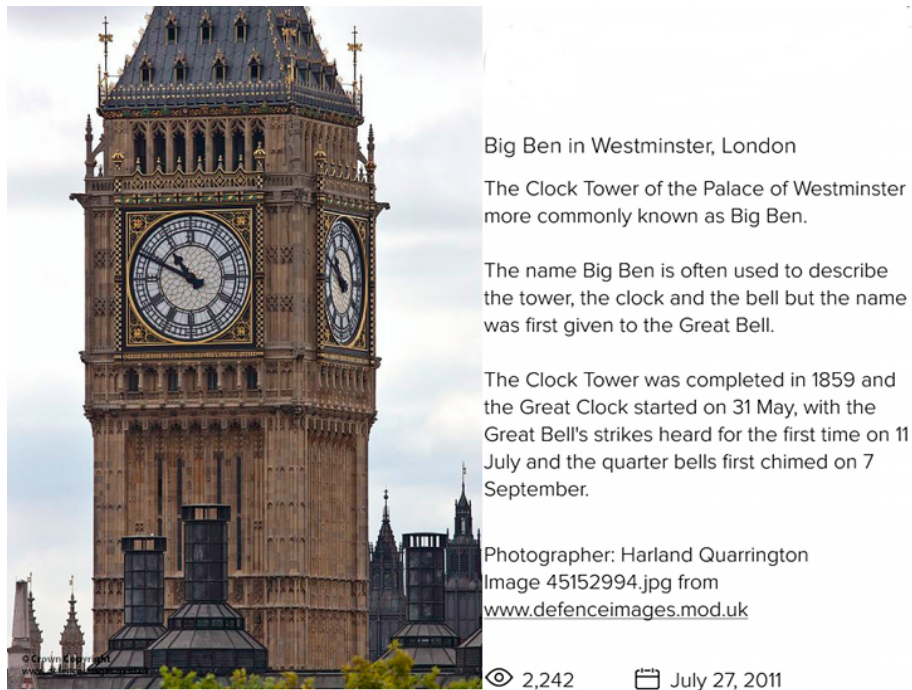 Big Ben in Westminster, London
The Clock Tower of the Palace of Westminster
more commonly known as Big Ben.
The name Big Ben is often used to describe
the tower, the clock and the bell but the name
was first given to the Great Bell.
The Clock Tower was completed in 1859 and
the Great Clock started on 31 May, with the
Great Bell's strikes heard for the first time on 11
July and the quarter bells first chimed on 7
September.
Photographer: Harland Quarrington
Image 45152994.jpg from
www.defenceimages.mod.uk
2,242 July 27, 2011
© Crown Copyright